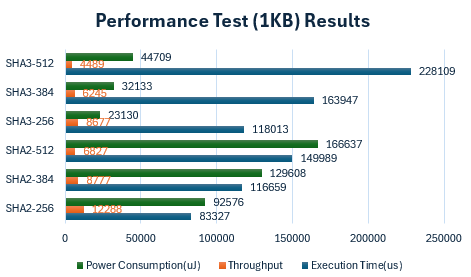 Performance Test (1KB) Results
SHA3-512
44709
4489
228109
SHA3-384
32133
6245
163947
SHA3-256
23130
8677
118013
SHA2-512
166637
6827
149989
SHA2-384
129608
8777
116659
SHA2-256
92576
12288
83327
0 50000 100000 150000 200000 250000
Power Consumption(uJ) Throughput Execution Time(us)